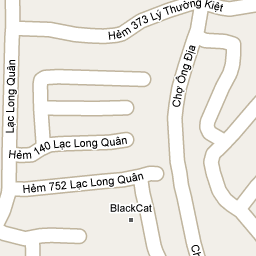 Hẻm 373 Lý Thường Kiệt
Lạc Long Quân
Chợ Ông Địa
Hẻm 140 Lạc Long Quân
Hẻm 752 Lạc Long Quân
BlackCat
Ch